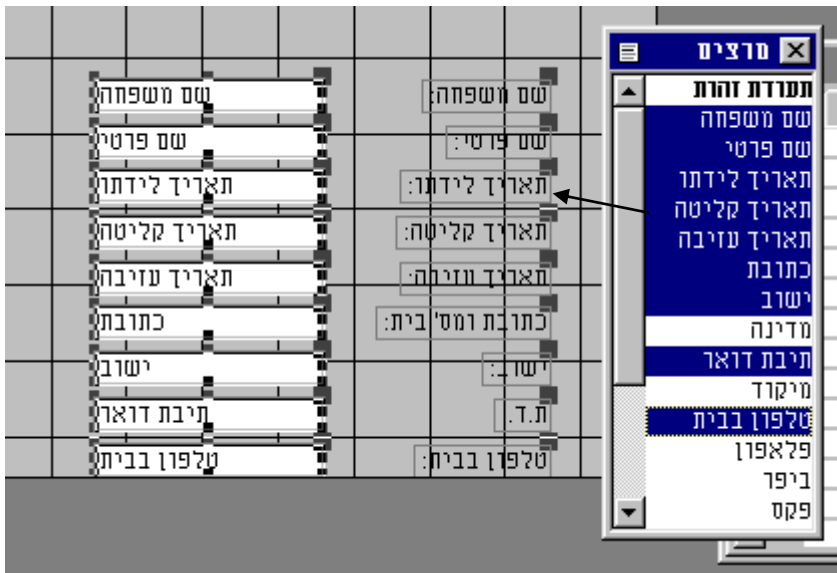 מרצים
תעודת זהות
שם משפחה
שם פרטי
תאריך לידתו
תאריך קליטה
תאריך עזיבה
כתובת
ישוב
מדינה
תיבת דואר
מיקוד
טלפון בבית
פלאפון
ביפר
פקס
שם משפחה: שם משפחה
שם פרטי: שם פרטי
תאריך לידתו: תאריך לידתו
תאריך קליטה: תאריך קליטה
תאריך עזיבה: תאריך עזיבה
כתובת ומס' בית: כתובת
ישוב: ישוב
ת.ד. תיבת דואר
טלפון בבית: טלפון בבית